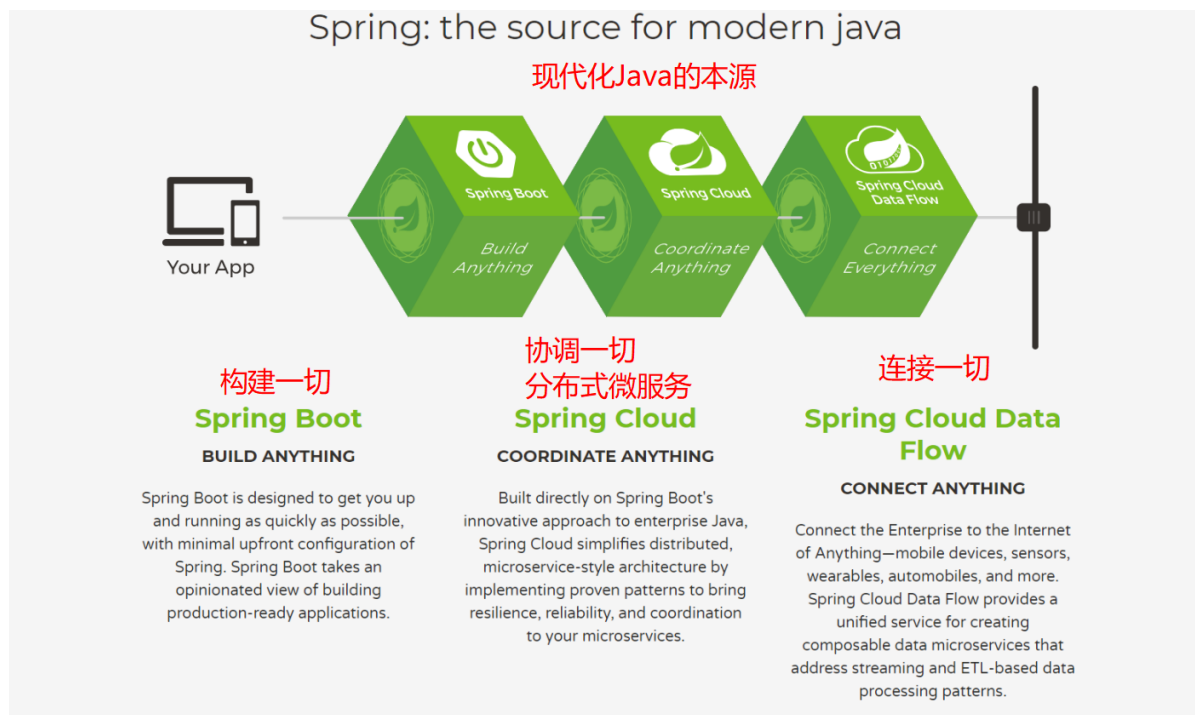 Spring: the source for modern java
现代化Java的本源
Spring Boot
Spring Cloud
Spring Cloud
Data Flow
Your App
Build
Anything
Coordinate
Anything
Connect
Everything
构建一切
协调一切
分布式微服务
连接一切
Spring Boot
BUILD ANYTHING
Spring Boot is designed to get you up
and running as quickly as possible,
with minimal upfront configuration of
Spring. Spring Boot takes an
opinionated view of building
production-ready applications.
Spring Cloud
COORDINATE ANYTHING
Built directly on Spring Boot's
innovative approach to enterprise Java,
Spring Cloud simplifies distributed,
microservice-style architecture by
implementing proven patterns to bring
resilience, reliability, and coordination
to your microservices.
Spring Cloud Data
Flow
CONNECT ANYTHING
Connect the Enterprise to the Internet
of Anything—mobile devices, sensors,
wearables, automobiles, and more.
Spring Cloud Data Flow provides a
unified service for creating
composable data microservices that
address streaming and ETL-based data
processing patterns.